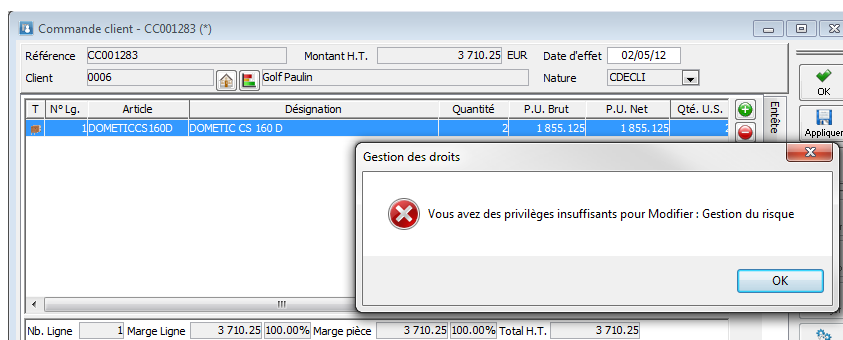 Commande client - CC001283 (*)
Référence CC001283 Montant H.T. 3 710.25 EUR Date d'effet 02/05/12
Client 0006 Golf Paulin Nature CDECLI
OK
T N° Lg. Article Désignation Quantité P.U. Brut P.U. Net Qté. U.S.
1 DOMETICCS160D DOMETIC CS 160 D 2 1 855.125 1 855.125
Entête
Appliquer
Gestion des droits
Vous avez des privilèges insuffisants pour Modifier : Gestion du risque
OK
Nb. Ligne 1 Marge Ligne 3 710.25 100.00% Marge pièce 3 710.25 100.00% Total H.T. 3 710.25